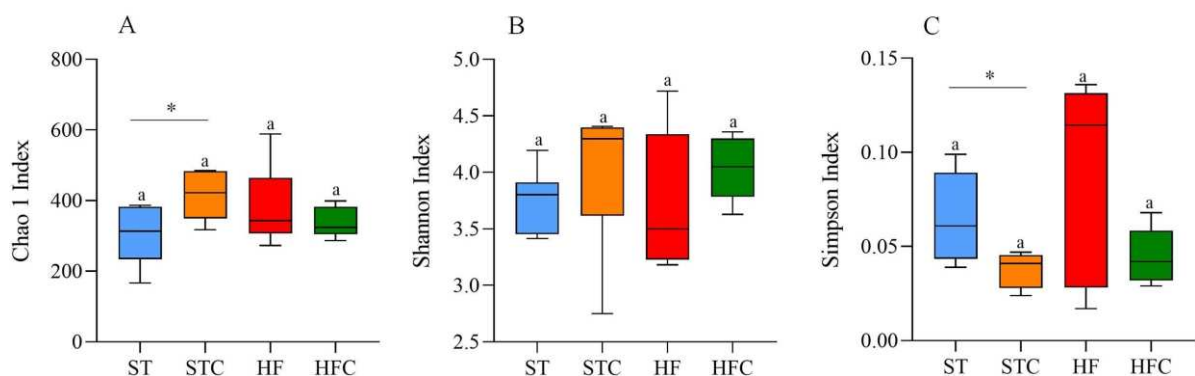 A
Chao 1 Index
800
600
400
200
0
*
a
a
a
a
ST
STC
HF
HFC
B
Shannon Index
5.0
4.5
4.0
3.5
3.0
2.5
a
a
a
a
ST
STC
HF
HFC
C
Simpson Index
0.15
0.10
0.05
0.00
*
a
a
a
a
ST
STC
HF
HFC